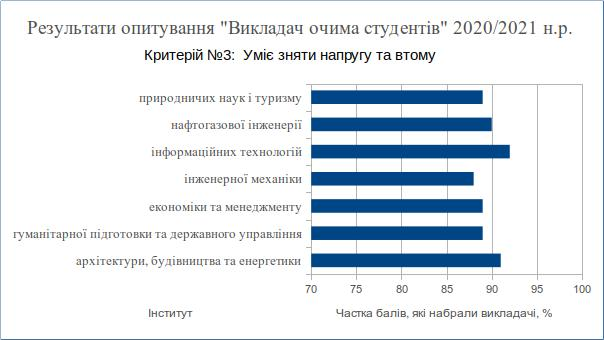 Результати опитування "Викладач очима студентів" 2020/2021 н.р.
Критерій №3:  Уміє зняти напругу та втому
природничих наук і туризму
нафтогазової інженерії
інформаційних технологій
інженерної механіки
економіки та менеджменту
гуманітарної підготовки та державного управління
архітектури, будівництва та енергетики
70 75 80 85 90 95 100
Інститут
Частка балів, які набрали викладачі, %